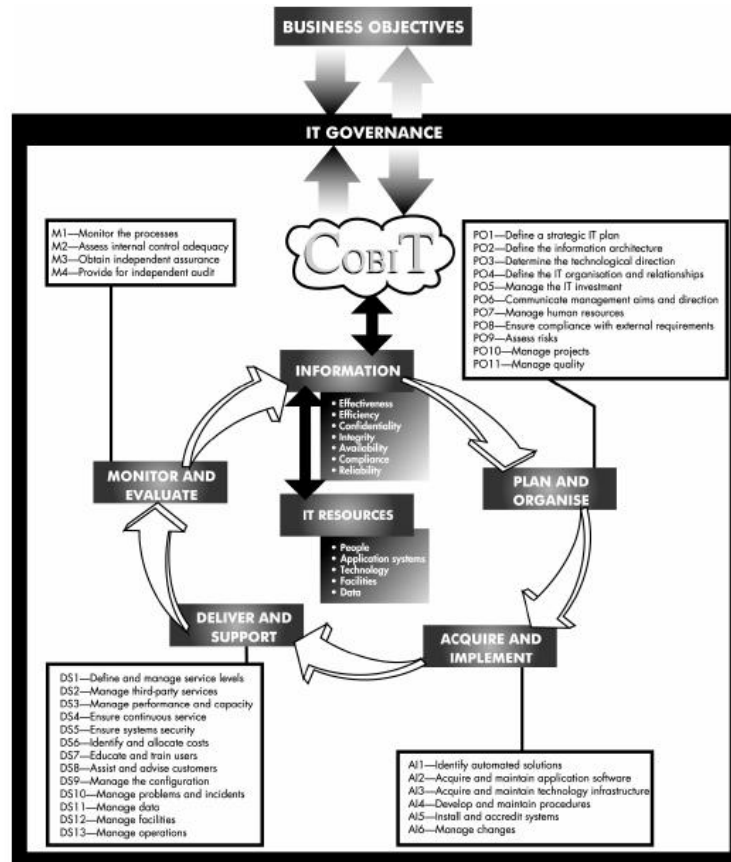 BUSINESS OBJECTIVES
IT GOVERNANCE
COBIT
M1—Monitor the processes
M2—Assess internal control adequacy
M3—Obtain independent assurance
M4—Provide for independent audit
PO1—Define a strategic IT plan
PO2—Define the information architecture
PO3—Determine the technological direction
PO4—Define the IT organisation and relationships
PO5—Manage the IT investment
PO6—Communicate management aims and direction
PO7—Manage human resources
PO8—Ensure compliance with external requirements
PO9—Assess risks
PO10—Manage projects
PO11—Manage quality
INFORMATION
• Effectiveness
• Efficiency
• Confidentiality
• Integrity
• Availability
• Compliance
• Reliability
MONITOR AND
EVALUATE
PLAN AND
ORGANISE
IT RESOURCES
• People
• Application systems
• Technology
• Facilities
• Data
DELIVER AND
SUPPORT
ACQUIRE AND
IMPLEMENT
DS1—Define and manage service levels
DS2—Manage third-party services
DS3—Manage performance and capacity
DS4—Ensure continuous service
DS5—Ensure systems security
DS6—Identify and allocate costs
DS7—Educate and train users
DS8—Assist and advise customers
DS9—Manage the configuration
DS10—Manage problems and incidents
DS11—Manage data
DS12—Manage facilities
DS13—Manage operations
AI1—Identify automated solutions
AI2—Acquire and maintain application software
AI3—Acquire and maintain technology infrastructure
AI4—Develop and maintain procedures
AI5—Install and accredit systems
AI6—Manage changes